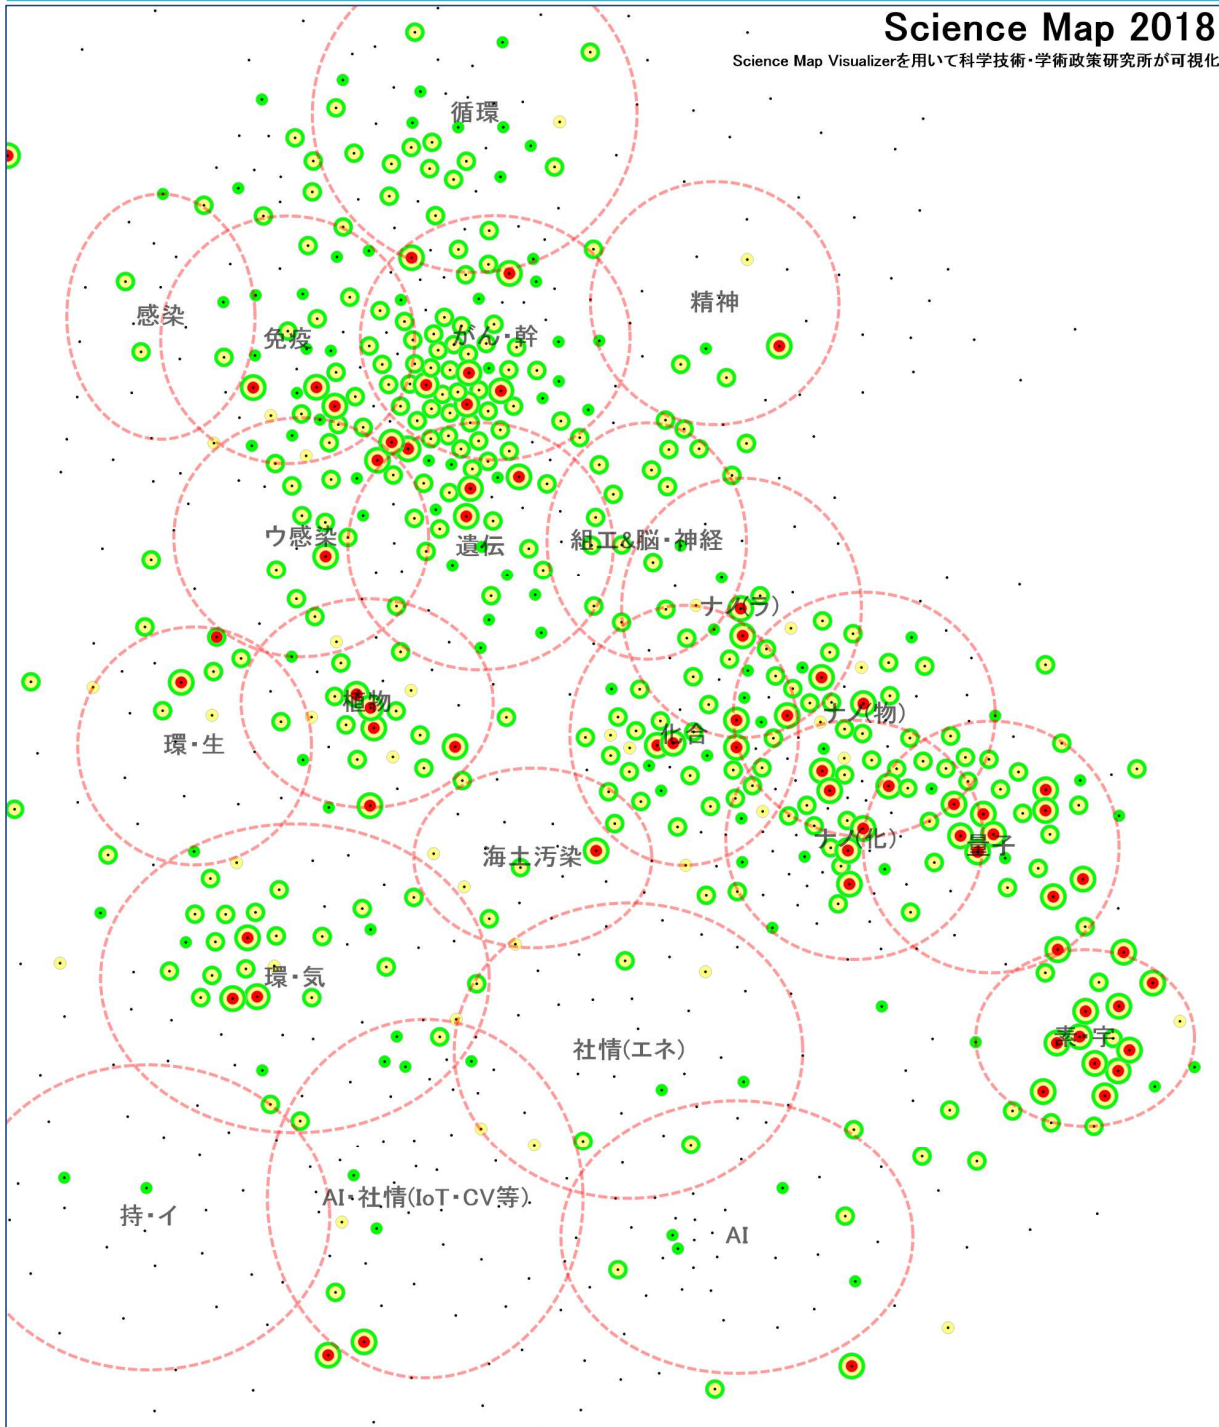 Science Map 2018
Science Map Visualizerを用いて科学技術・学術政策研究所が可視化
循環
感染
免疫
がん・幹
精神
ウ感染
遺伝
組工&脳・神経
ナノ(ラ)
植物
環・生
化合
ナノ(物)
海土汚染
ナノ(化)
量子
環・気
社情(エネ)
素・宇
持・イ
AI・社情(IoT・CV等)
AI